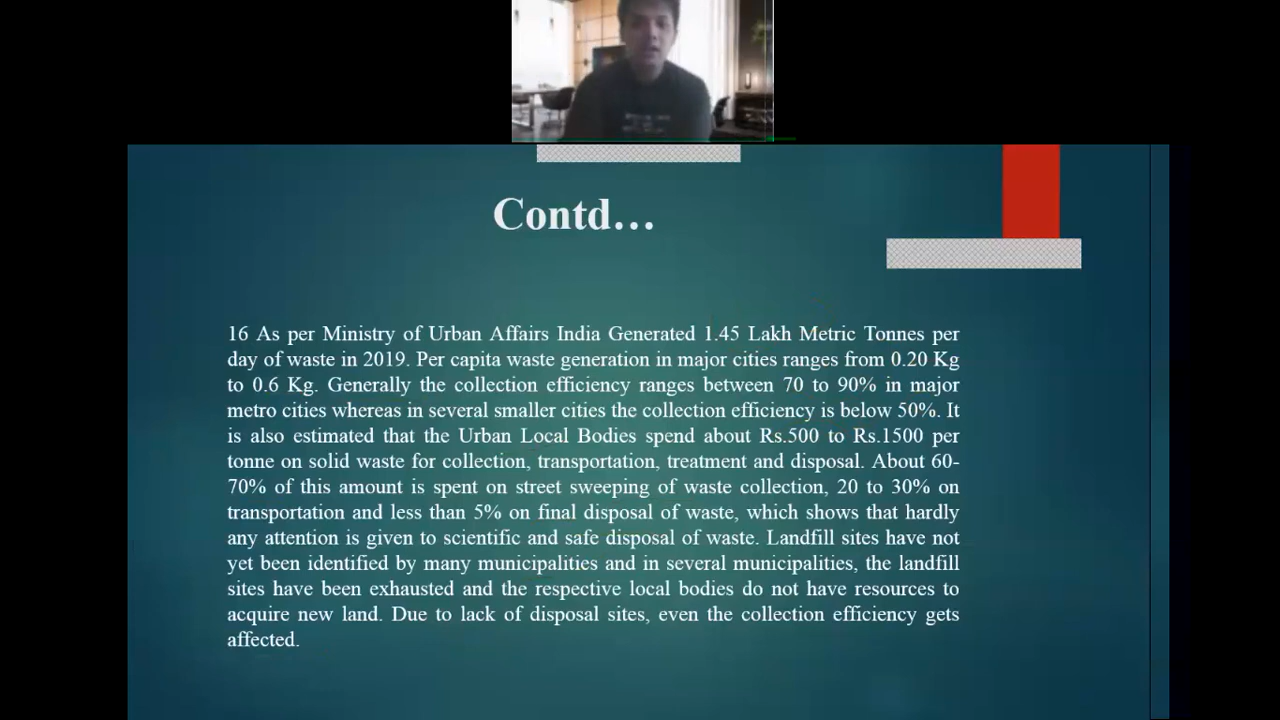 Contd…
16 As per Ministry of Urban Affairs India Generated 1.45 Lakh Metric Tonnes per
day of waste in 2019. Per capita waste generation in major cities ranges from 0.20 Kg
to 0.6 Kg. Generally the collection efficiency ranges between 70 to 90% in major
metro cities whereas in several smaller cities the collection efficiency is below 50%. It
is also estimated that the Urban Local Bodies spend about Rs.500 to Rs.1500 per
tonne on solid waste for collection, transportation, treatment and disposal. About 60-
70% of this amount is spent on street sweeping of waste collection, 20 to 30% on
transportation and less than 5% on final disposal of waste, which shows that hardly
any attention is given to scientific and safe disposal of waste. Landfill sites have not
yet been identified by many municipalities and in several municipalities, the landfill
sites have been exhausted and the respective local bodies do not have resources to
acquire new land. Due to lack of disposal sites, even the collection efficiency gets
affected.